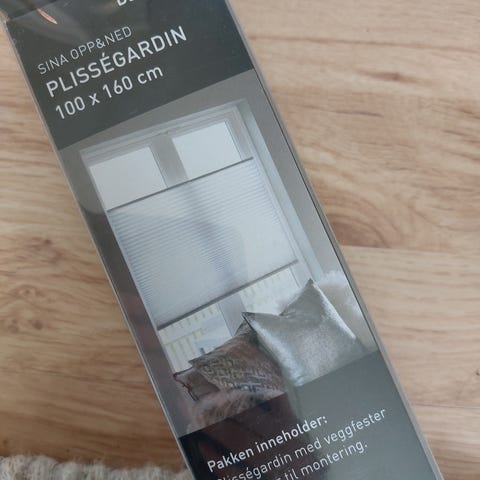 SINA OPP&NED
PLISSÉGARDIN
100 x 160 cm
Pakken inneholder:
Plisségardin med veggfester
til montering.